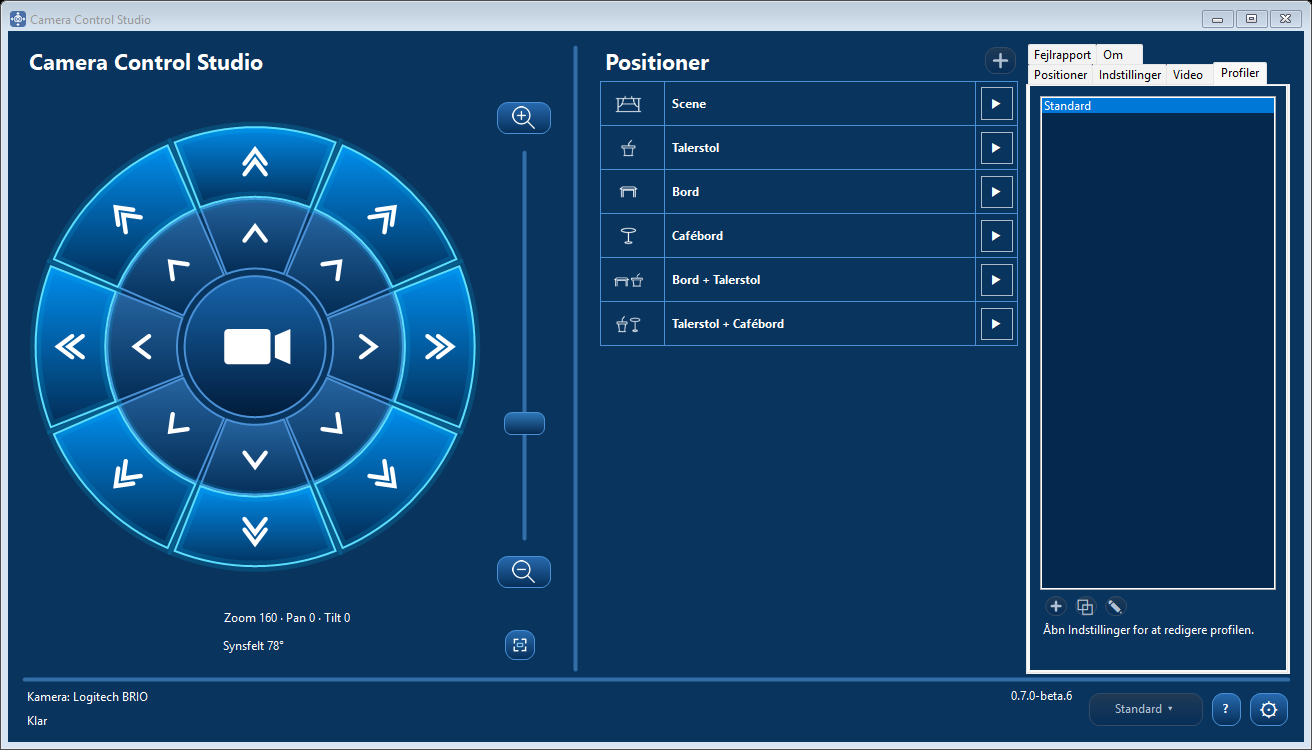 Camera Control Studio
Camera Control Studio
Zoom 160 · Pan 0 · Tilt 0
Synsfelt 78°
Positioner
Scene
Talerstol
Bord
Cafébord
Bord + Talerstol
Talerstol + Cafébord
Fejlrapport Om
Positioner Indstillinger Video Profiler
Standard
Åbn Indstillinger for at redigere profilen.
Kamera: Logitech BRIO
Klar
0.7.0-beta.6
Standard
?